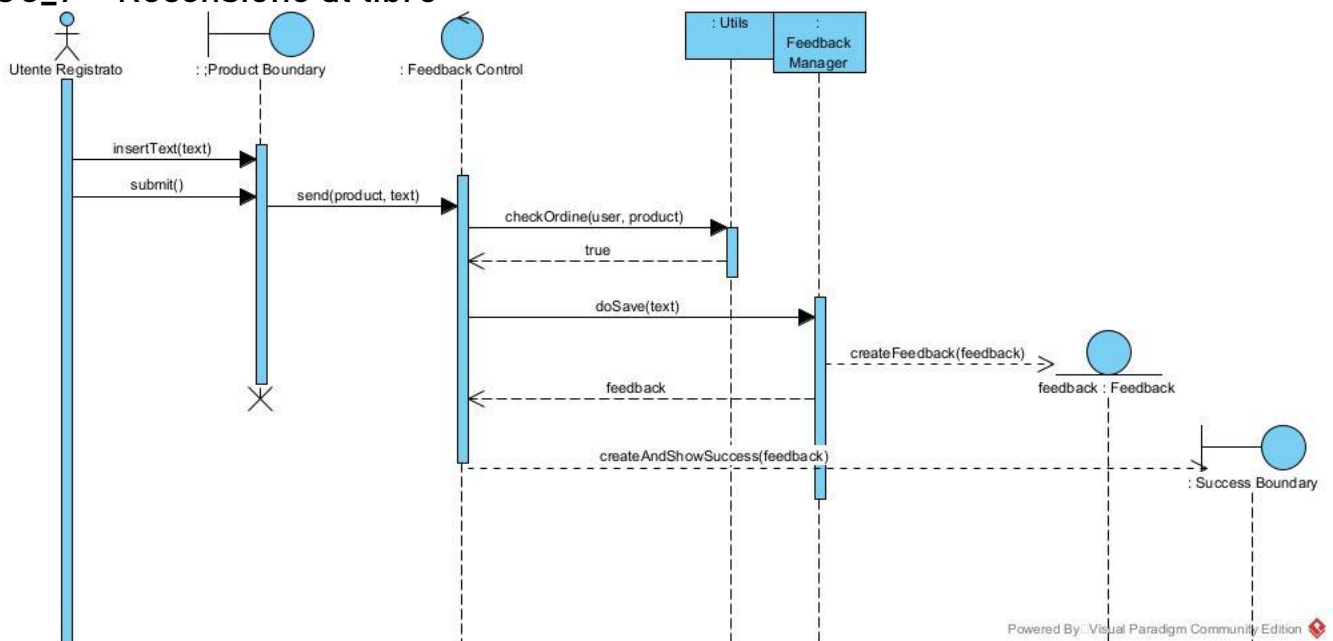 Recensione di libro
: Utils
:
Feedback
Manager
Utente Registrato
: ;Product Boundary
: Feedback Control
insertText(text)
submit()
send(product, text)
checkOrdine(user, product)
true
doSave(text)
createFeedback(feedback)
feedback
feedback : Feedback
createAndShowSuccess(feedback)
: Success Boundary
Powered By Visual Paradigm Community Edition